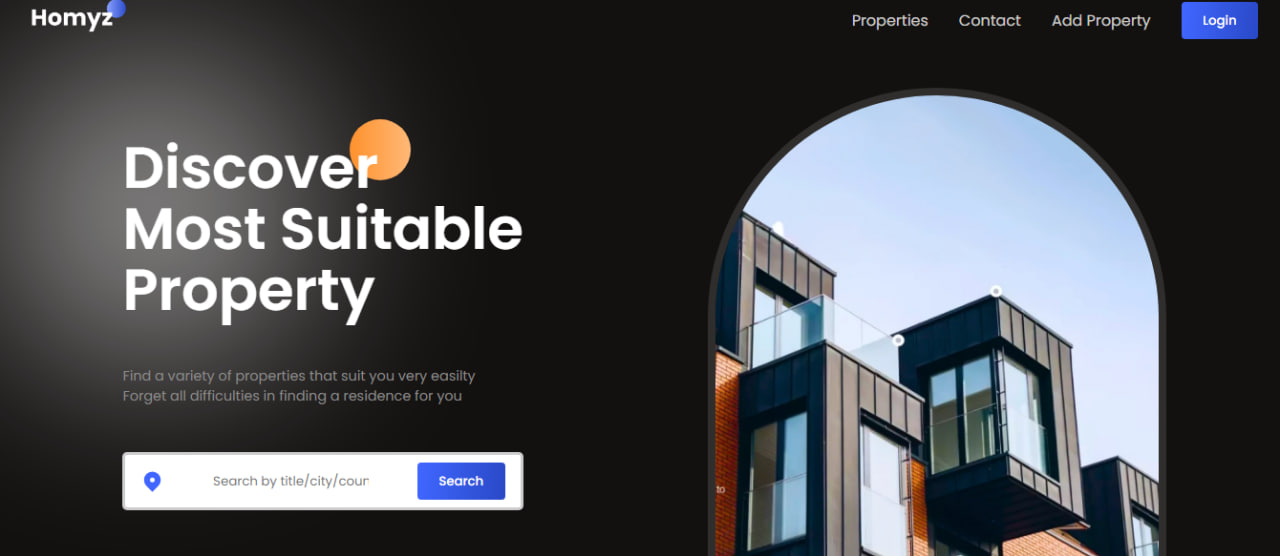 Homyz
Properties Contact Add Property Login
Discover
Most Suitable
Property
Find a variety of properties that suit you very easilty
Forget all difficulties in finding a residence for you
Search by title/city/coun
Search
to